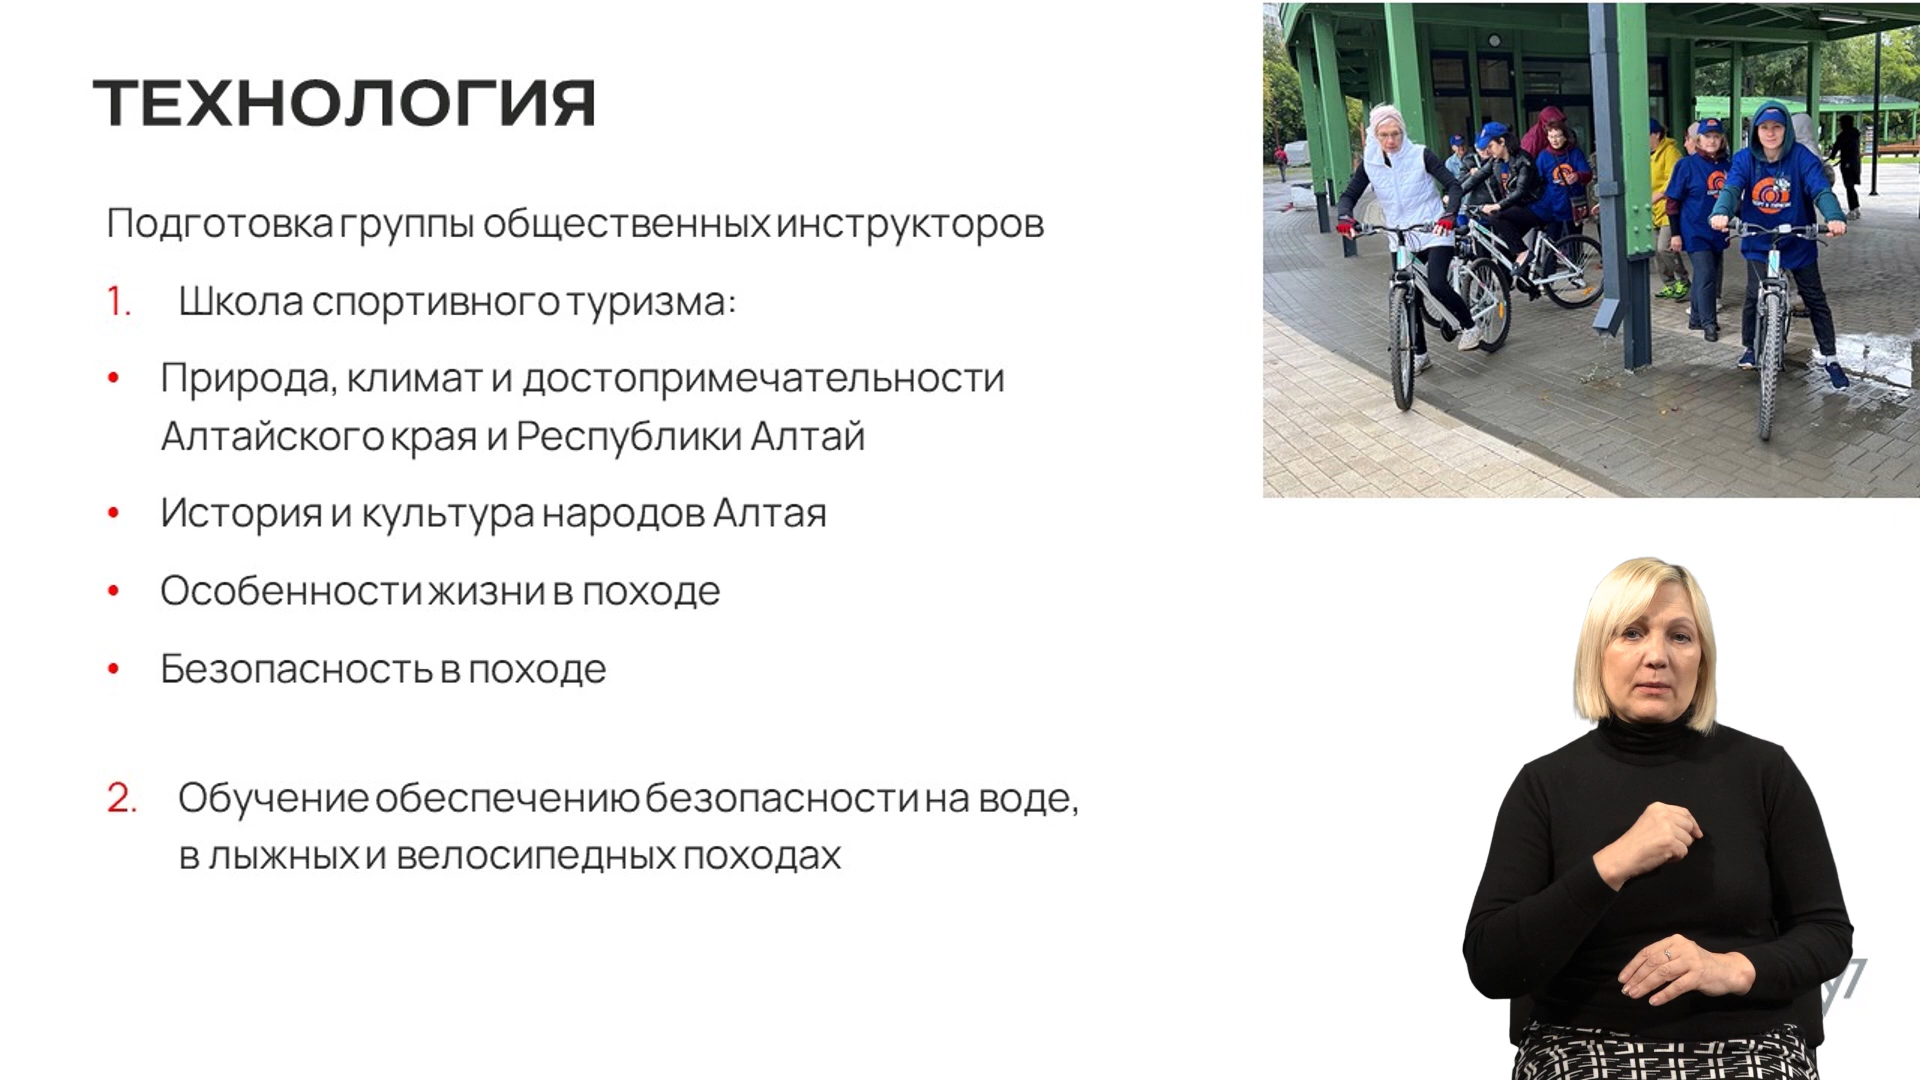 ТЕХНОЛОГИЯ
Подготовка группы общественных инструкторов
1. Школа спортивного туризма:
• Природа, климат и достопримечательности
Алтайского края и Республики Алтай
• История и культура народов Алтая
• Особенности жизни в походе
• Безопасность в походе
2. Обучение обеспечению безопасности на воде,
в лыжных и велосипедных походах